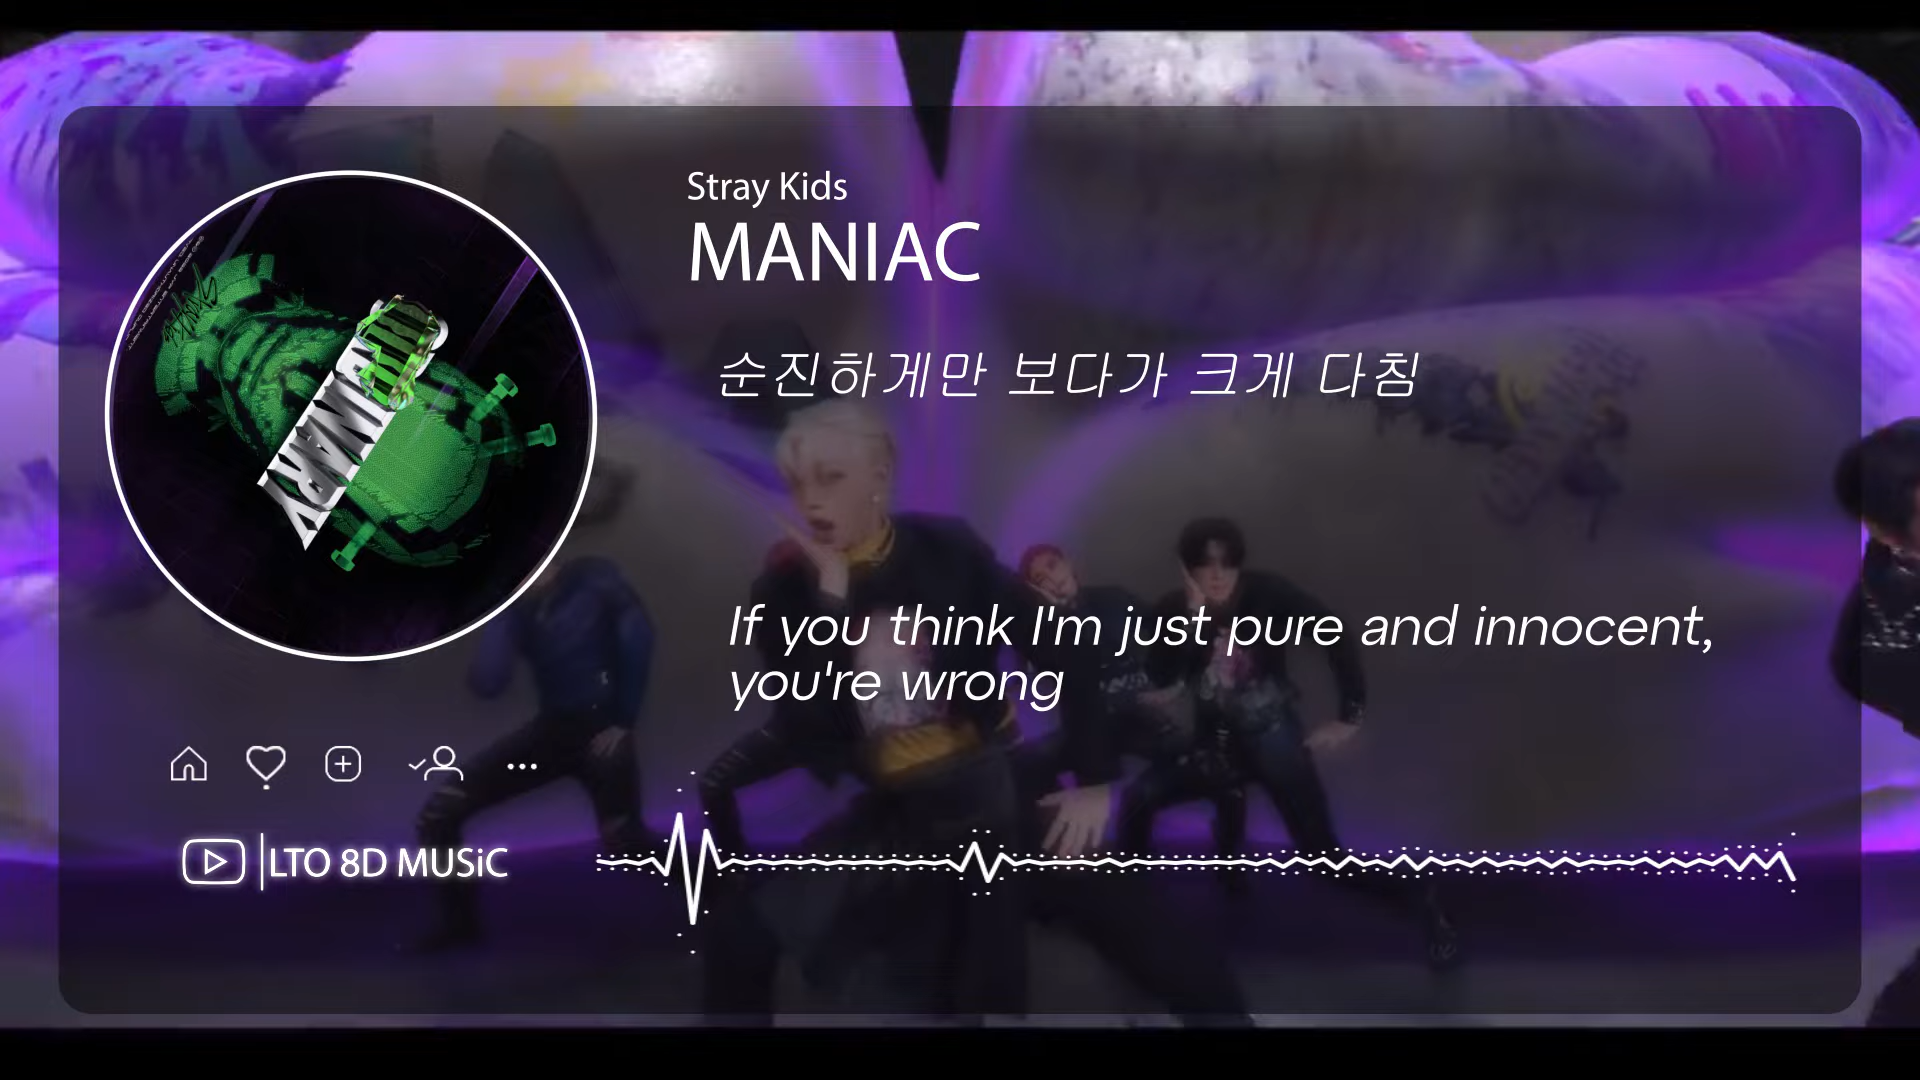 Stray Kids
MANIAC
순진하게만 보다가 크게 다침
If you think I'm just pure and innocent,
you're wrong
LTO 8D MUSiC